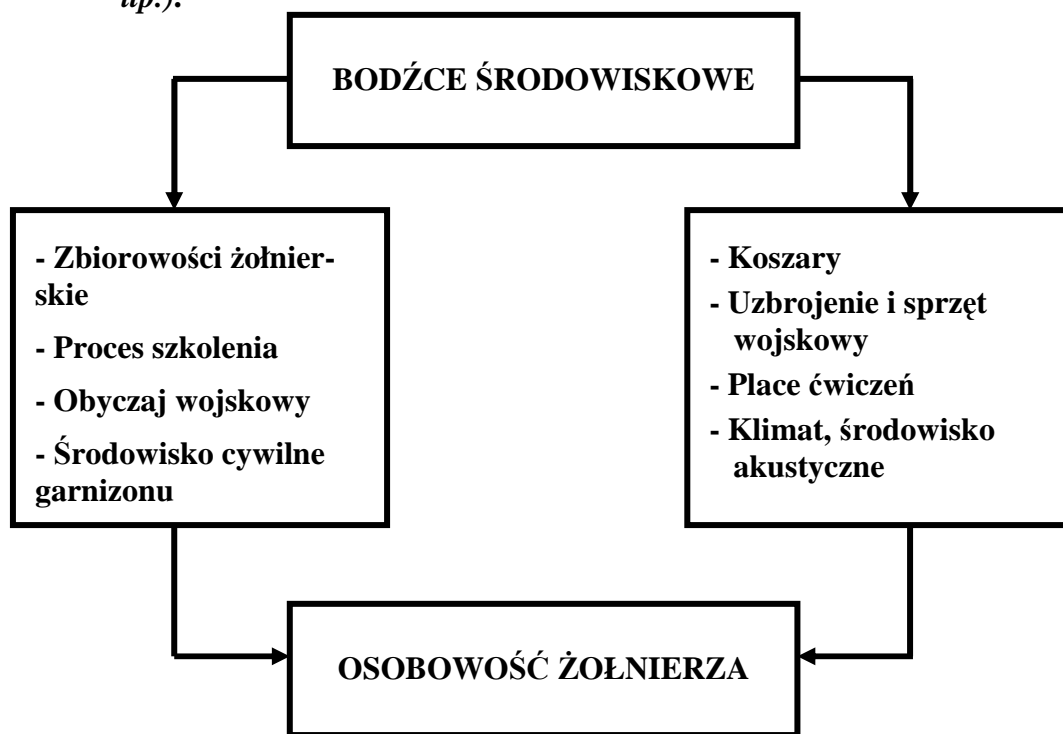 itp.).
BODŹCE ŚRODOWISKOWE
- Zbiorowości żołnier-
skie
- Proces szkolenia
- Obyczaj wojskowy
- Środowisko cywilne
garnizonu
- Koszary
- Uzbrojenie i sprzęt
wojskowy
- Place ćwiczeń
- Klimat, środowisko
akustyczne
OSOBOWOŚĆ ŻOŁNIERZA